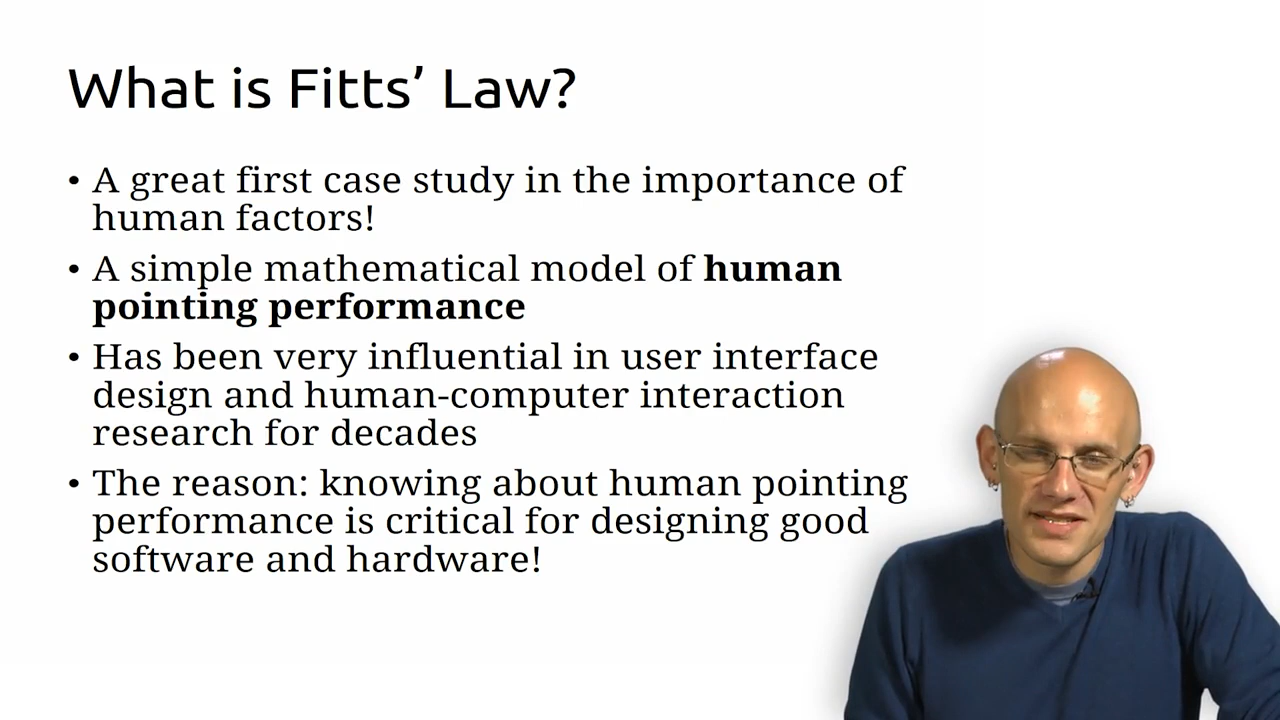 What is Fitts’ Law?
• A great first case study in the importance of
human factors!
• A simple mathematical model of human
pointing performance
• Has been very influential in user interface
design and human-computer interaction
research for decades
• The reason: knowing about human pointing
performance is critical for designing good
software and hardware!